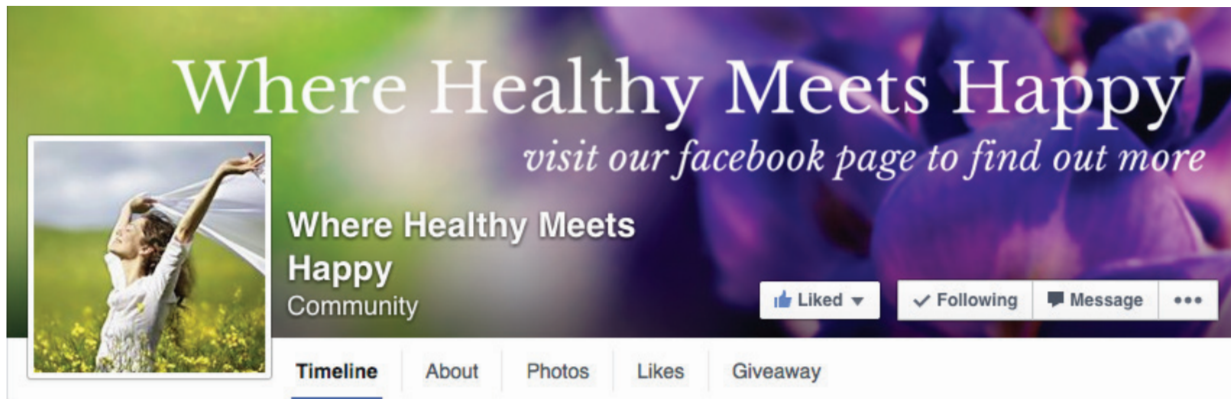 Where Healthy Meets Happy
visit our facebook page to find out more
Where Healthy Meets
Happy
Community
Liked
Following
Message
Timeline
About
Photos
Likes
Giveaway